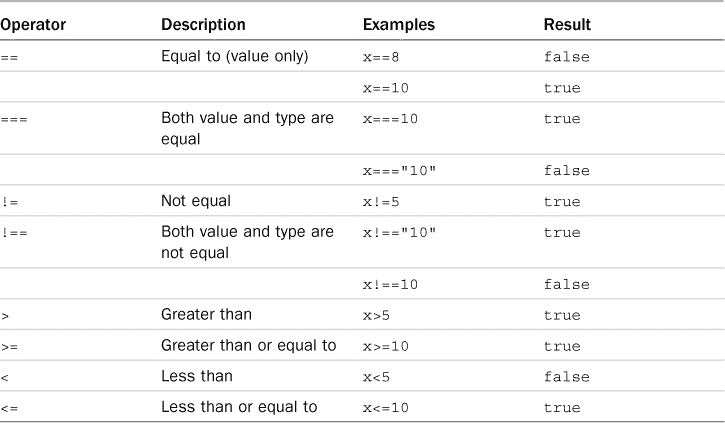 Operator Description Examples Result
== Equal to (value only) x==8 false
x==10 true
=== Both value and type are x===10 true
equal
x==="10" false
!= Not equal x!=5 true
!== Both value and type are x!=="10" true
not equal
x!==10 false
> Greater than x>5 true
>= Greater than or equal to x>=10 true
< Less than x<5 false
<= Less than or equal to x<=10 true